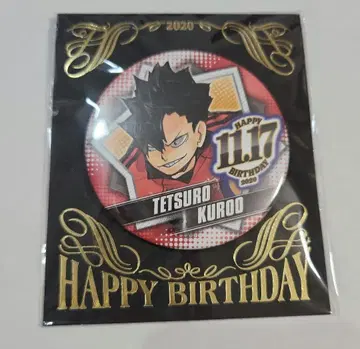 2020
HAPPY
11.17
BIRTHDAY
2020
TETSURO
KUROO
HAPPY BIRTHDAY